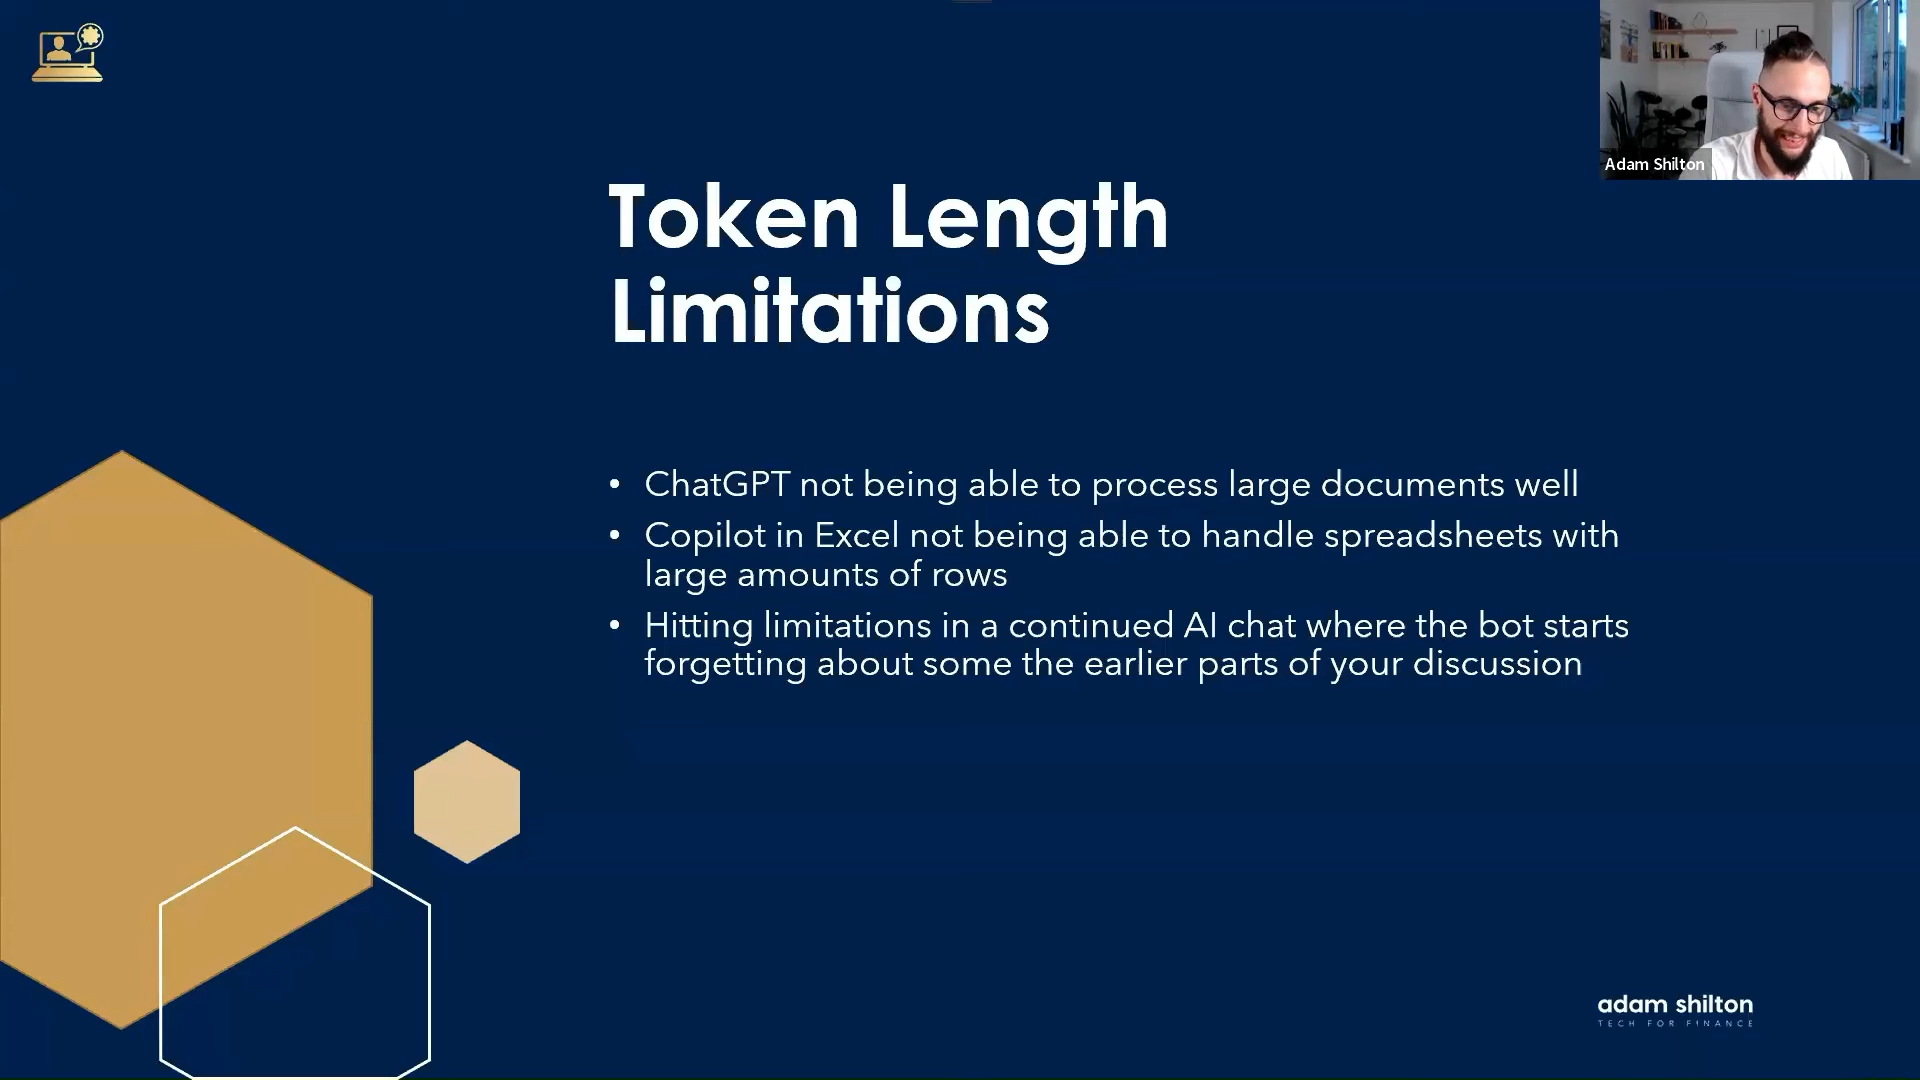 Adam Shilton
Token Length
Limitations
• ChatGPT not being able to process large documents well
• Copilot in Excel not being able to handle spreadsheets with
large amounts of rows
• Hitting limitations in a continued AI chat where the bot starts
forgetting about some the earlier parts of your discussion
adam shilton
TECH FOR FINANCE